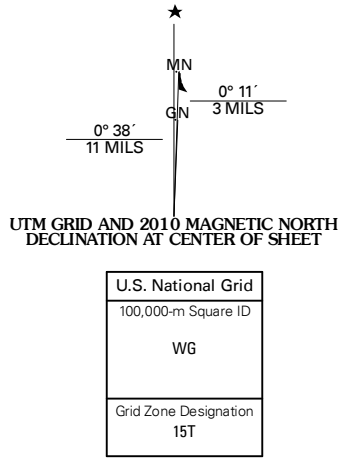 ★
MN
GN
0° 11´
3 MILS
0° 38´
11 MILS
UTM GRID AND 2010 MAGNETIC NORTH
DECLINATION AT CENTER OF SHEET
U.S. National Grid
100,000-m Square ID
WG
Grid Zone Designation
15T